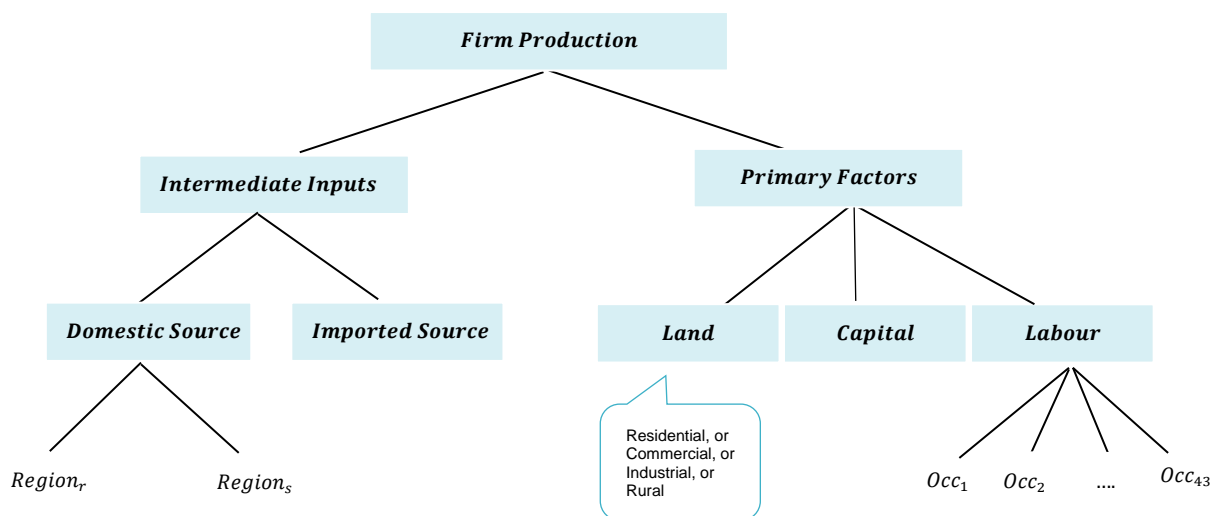 Firm Production
Intermediate Inputs
Primary Factors
Domestic Source
Imported Source
Land
Capital
Labour
Residential, or
Commercial, or
Industrial, or
Rural
Region_r
Region_s
Occ_1
Occ_2
....
Occ_43